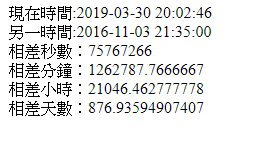 現在時間:2019-03-30 20:02:46
另一時間:2016-11-03 21:35:00
相差秒數：75767266
相差分鐘：1262787.7666667
相差小時：21046.462777778
相差天數：876.93594907407